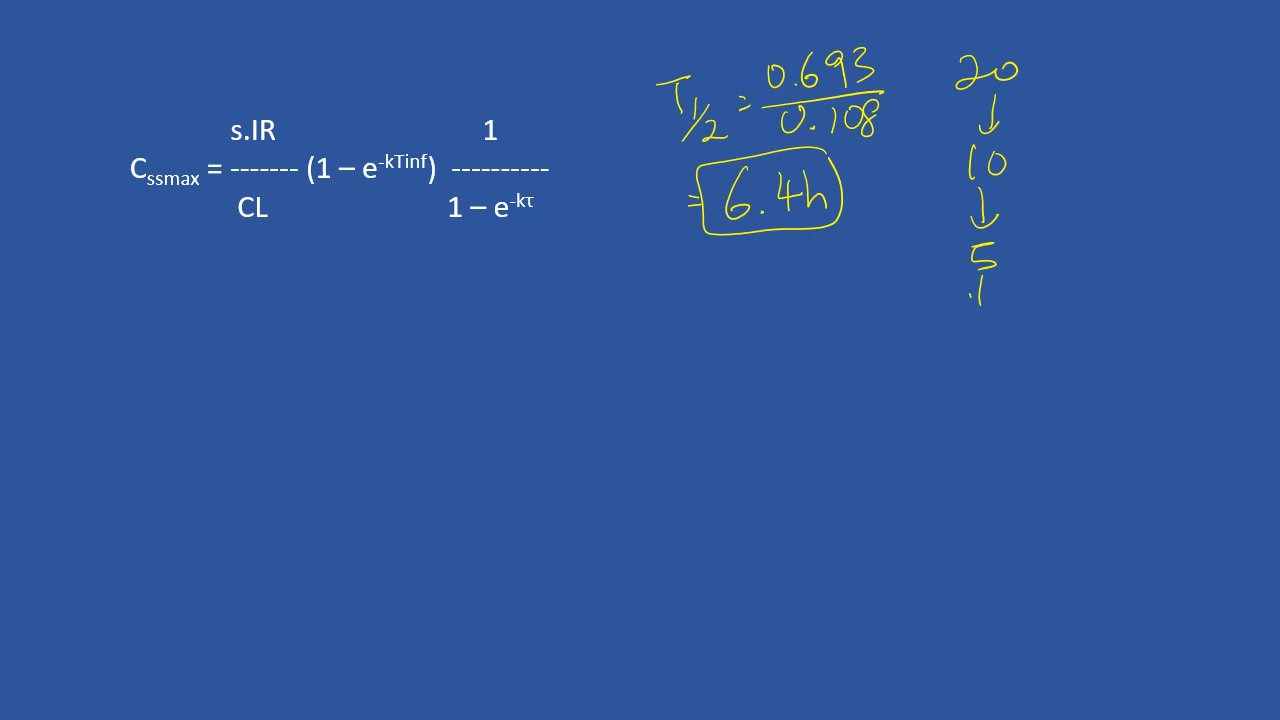 s.IR 1
Cssmax = ------- (1 – e-kTinf) ----------
CL 1 – e-kτ
T1/2 = 0.693
0.108
= 6.4h
20
↓
10
↓
5